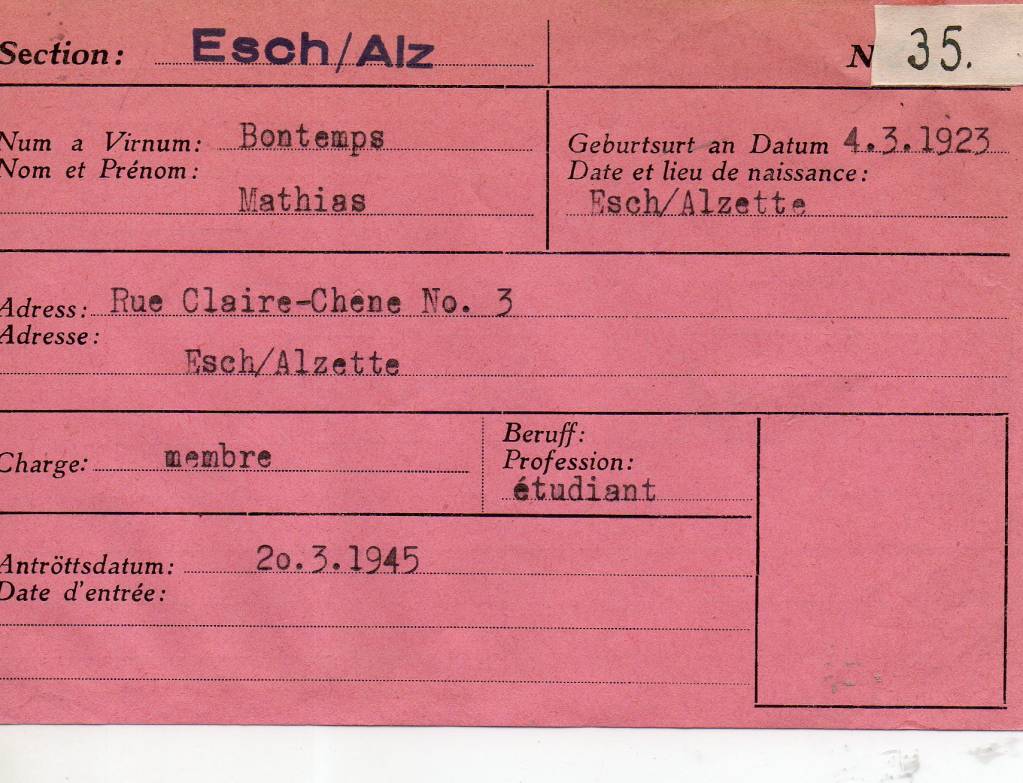 Section: Esch/Alz
N 35.
Num a Virnum: Bontemps
Nom et Prénom:
Mathias
Geburtsurt an Datum 4.3.1923
Date et lieu de naissance:
Esch/Alzette
Adress: Rue Claire-Chêne No. 3
Adresse:
Esch/Alzette
Charge: membre
Beruff:
Profession:
étudiant
Antröttsdatum: 2o.3.1945
Date d'entrée: